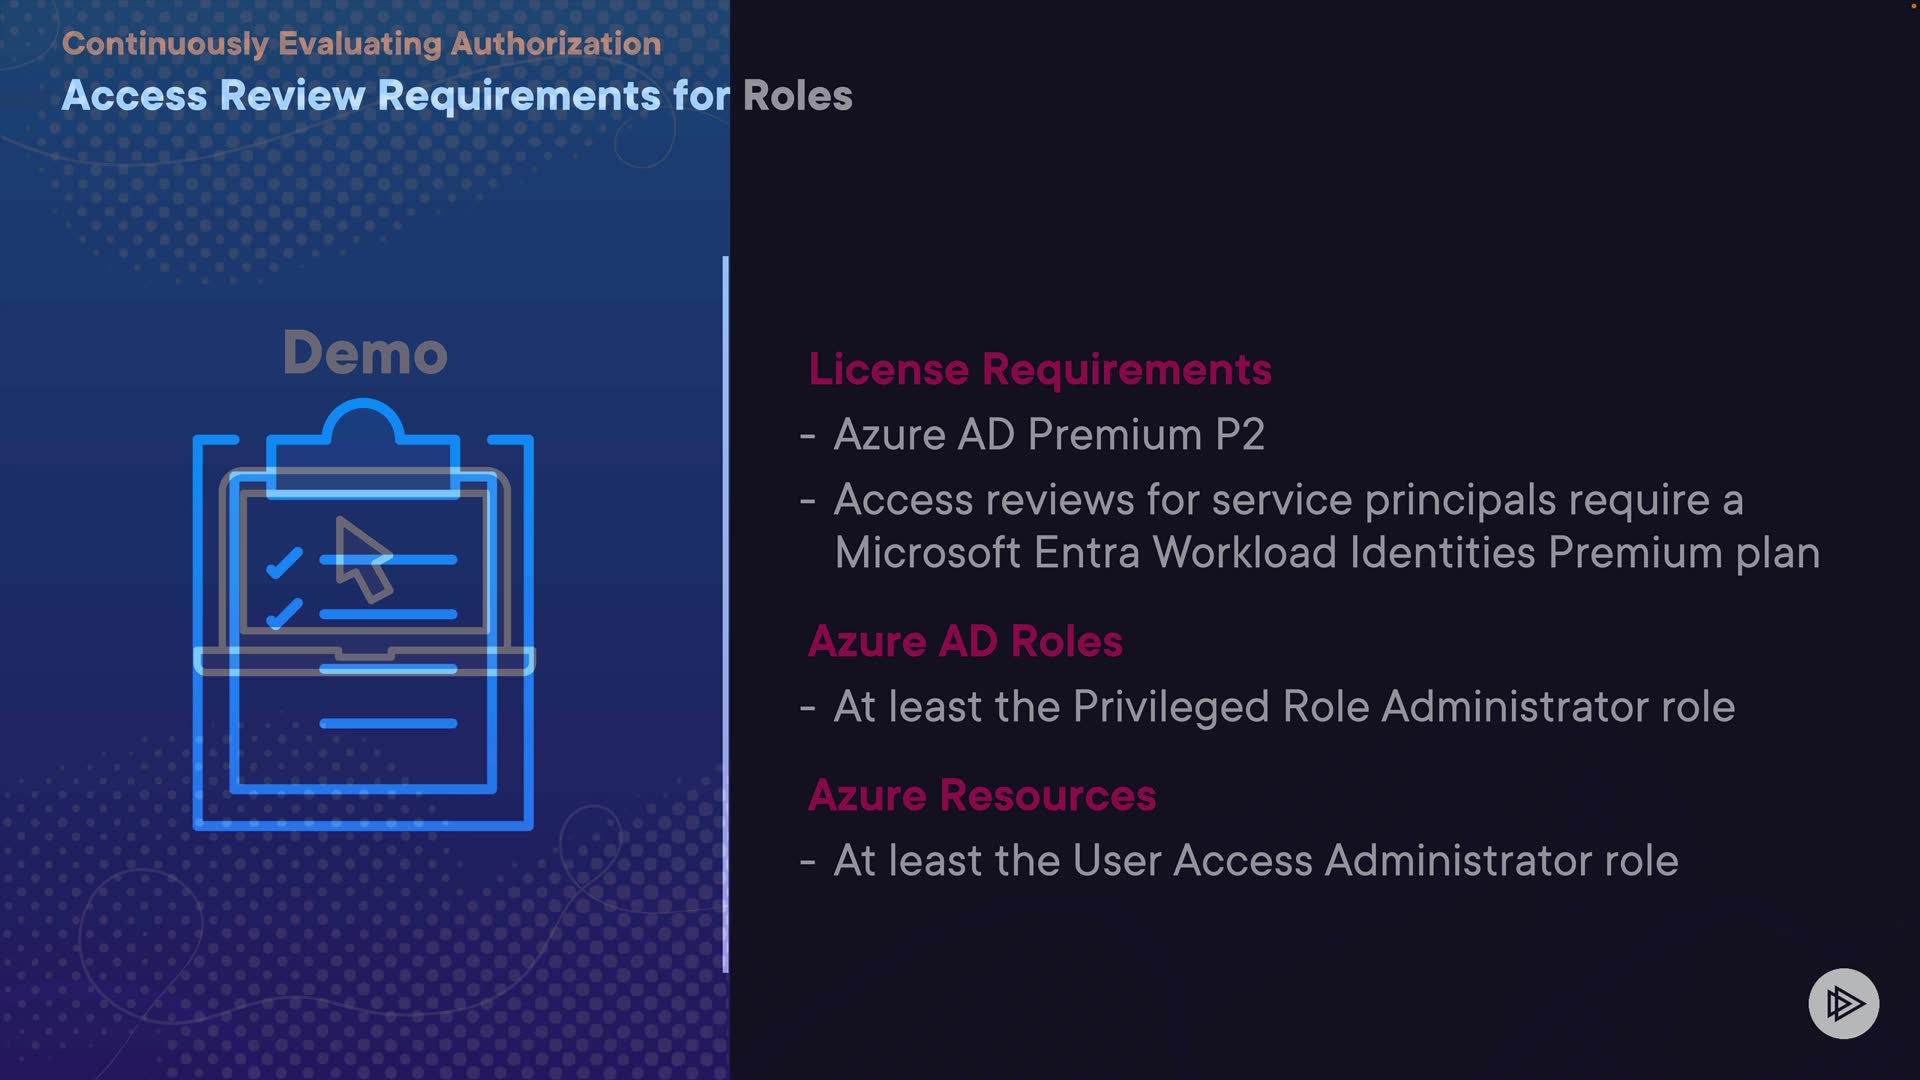 Continuously Evaluating Authorization
Access Review Requirements for Roles
Demo
License Requirements
- Azure AD Premium P2
- Access reviews for service principals require a
Microsoft Entra Workload Identities Premium plan
Azure AD Roles
- At least the Privileged Role Administrator role
Azure Resources
- At least the User Access Administrator role